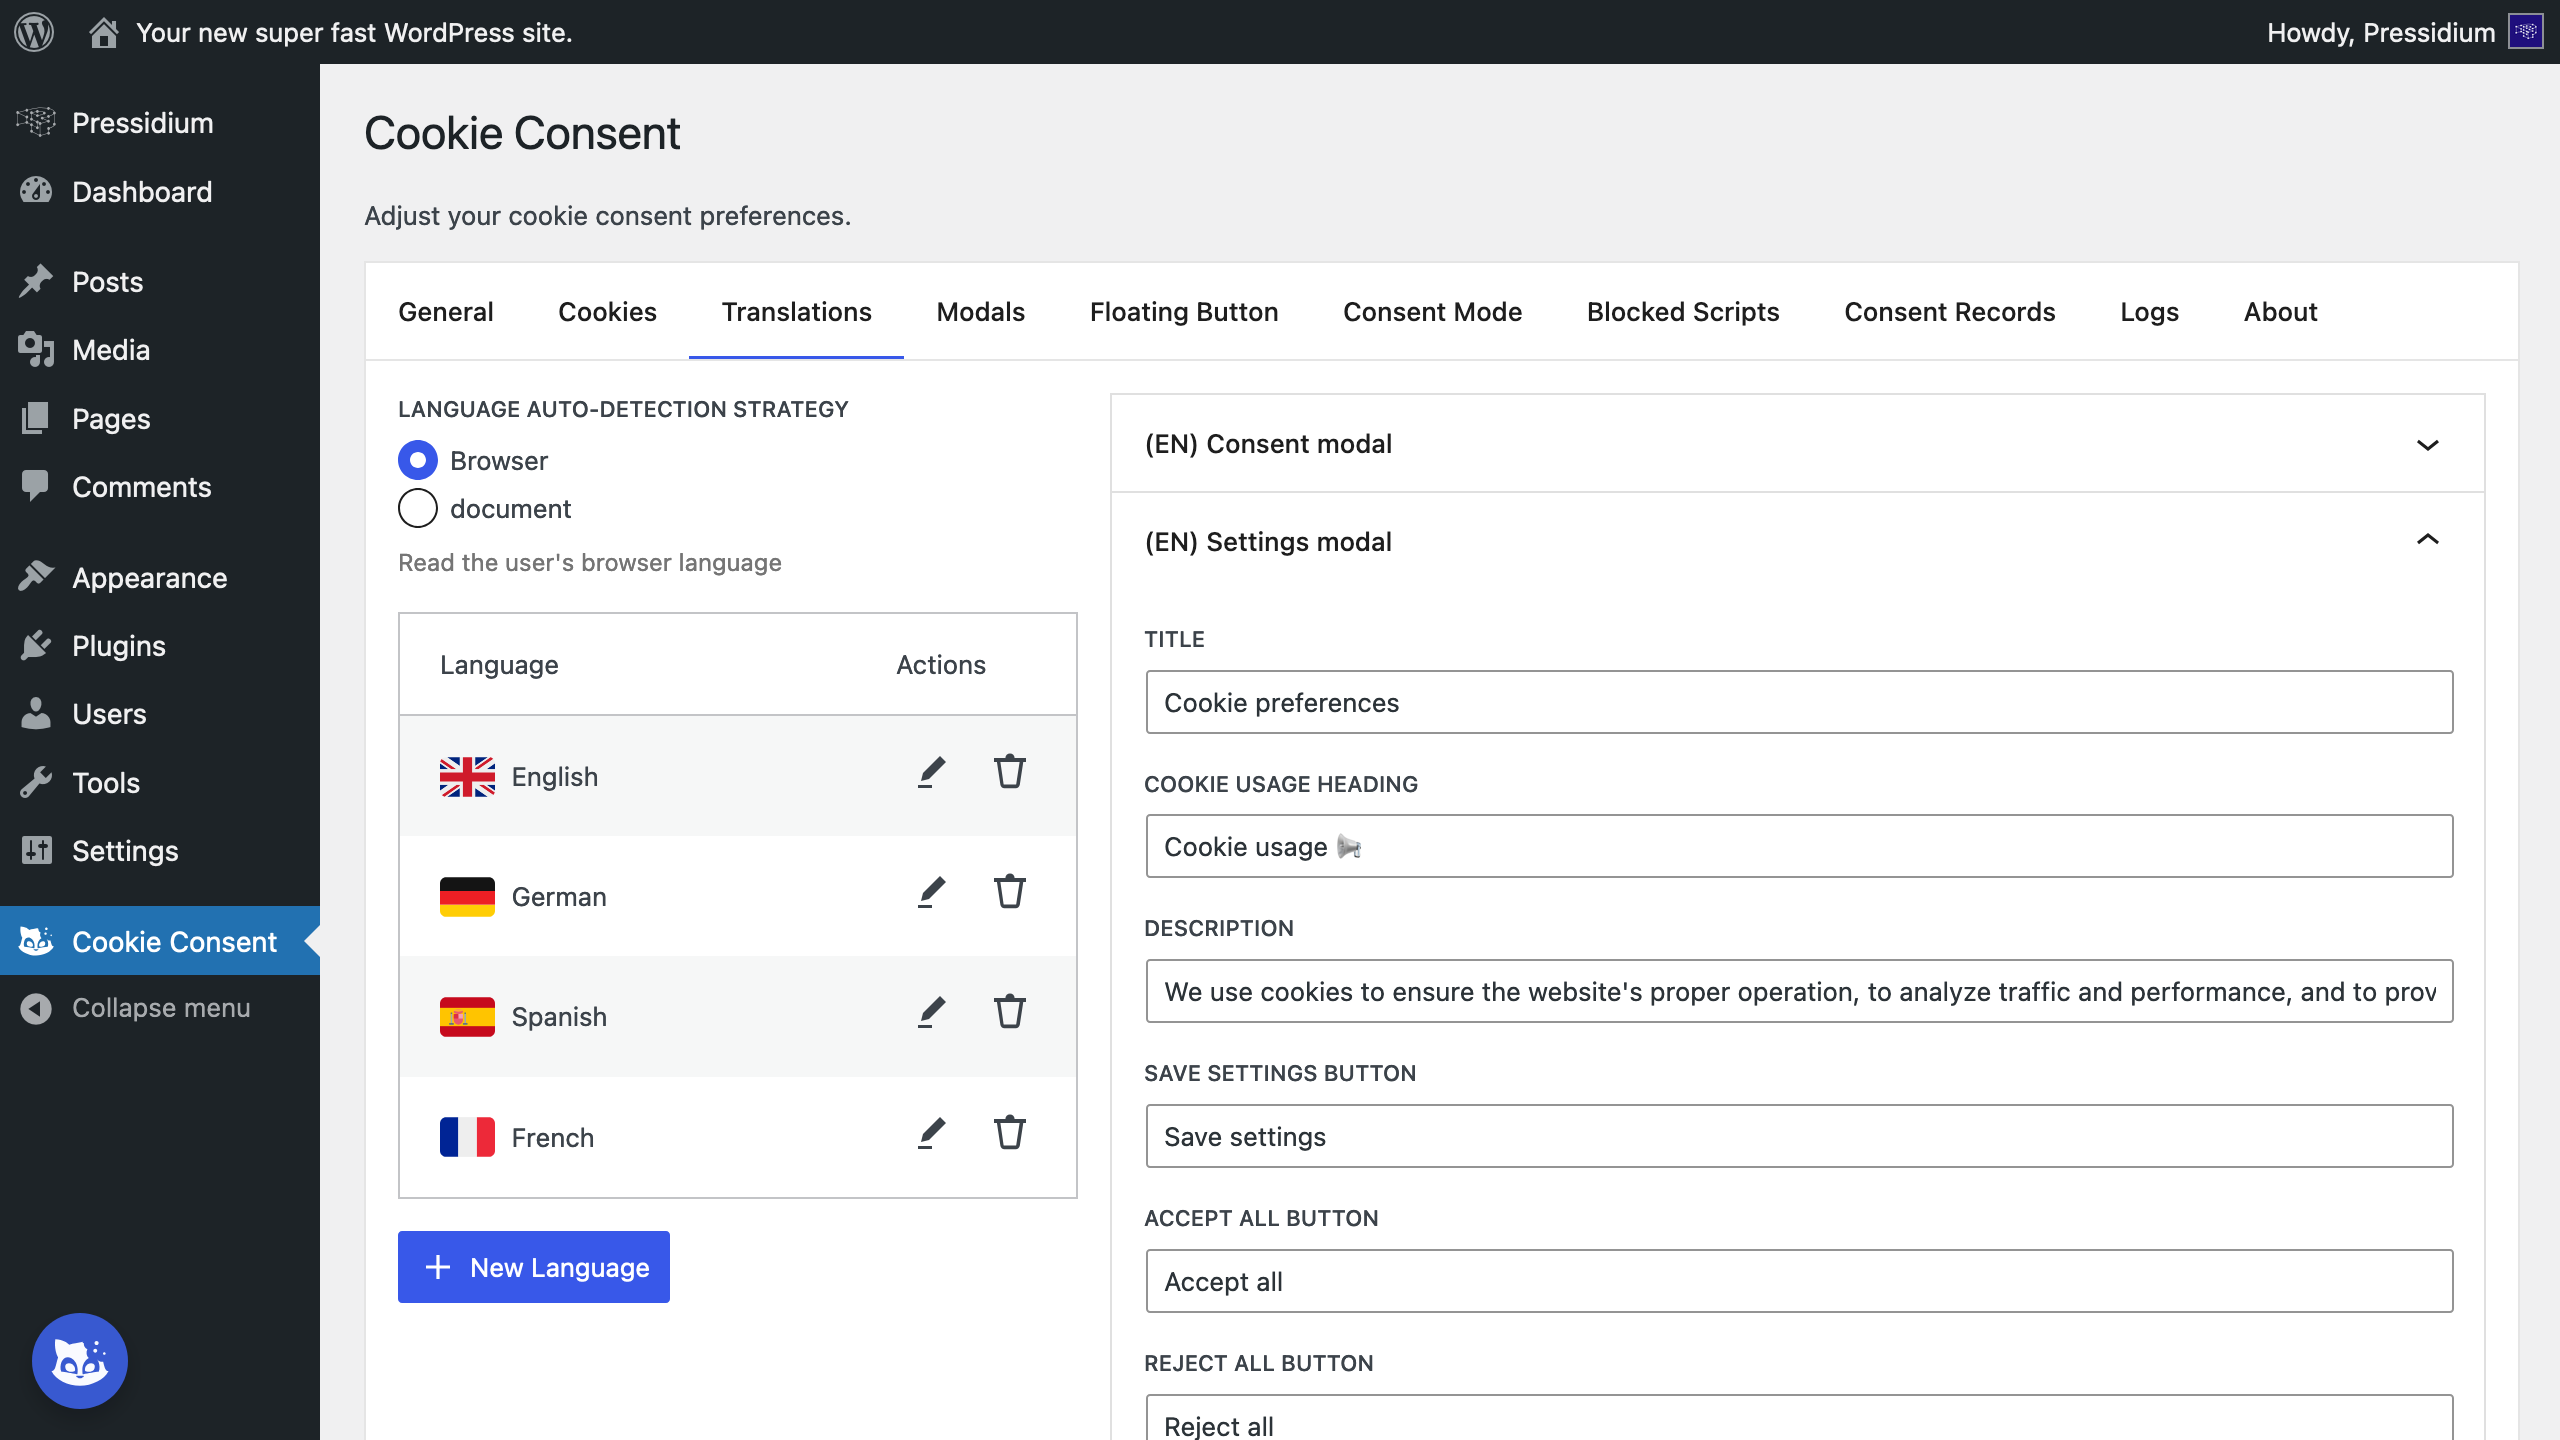 Your new super fast WordPress site.
Howdy, Pressidium
Pressidium
Dashboard
Posts
Media
Pages
Comments
Appearance
Plugins
Users
Tools
Settings
Cookie Consent
Collapse menu
Cookie Consent
Adjust your cookie consent preferences.
General Cookies Translations Modals Floating Button Consent Mode Blocked Scripts Consent Records Logs About
LANGUAGE AUTO-DETECTION STRATEGY
Browser
document
Read the user's browser language
Language Actions
English
German
Spanish
French
New Language
(EN) Consent modal
(EN) Settings modal
TITLE
Cookie preferences
COOKIE USAGE HEADING
Cookie usage 📢
DESCRIPTION
We use cookies to ensure the website's proper operation, to analyze traffic and performance, and to prov
SAVE SETTINGS BUTTON
Save settings
ACCEPT ALL BUTTON
Accept all
REJECT ALL BUTTON
Reject all